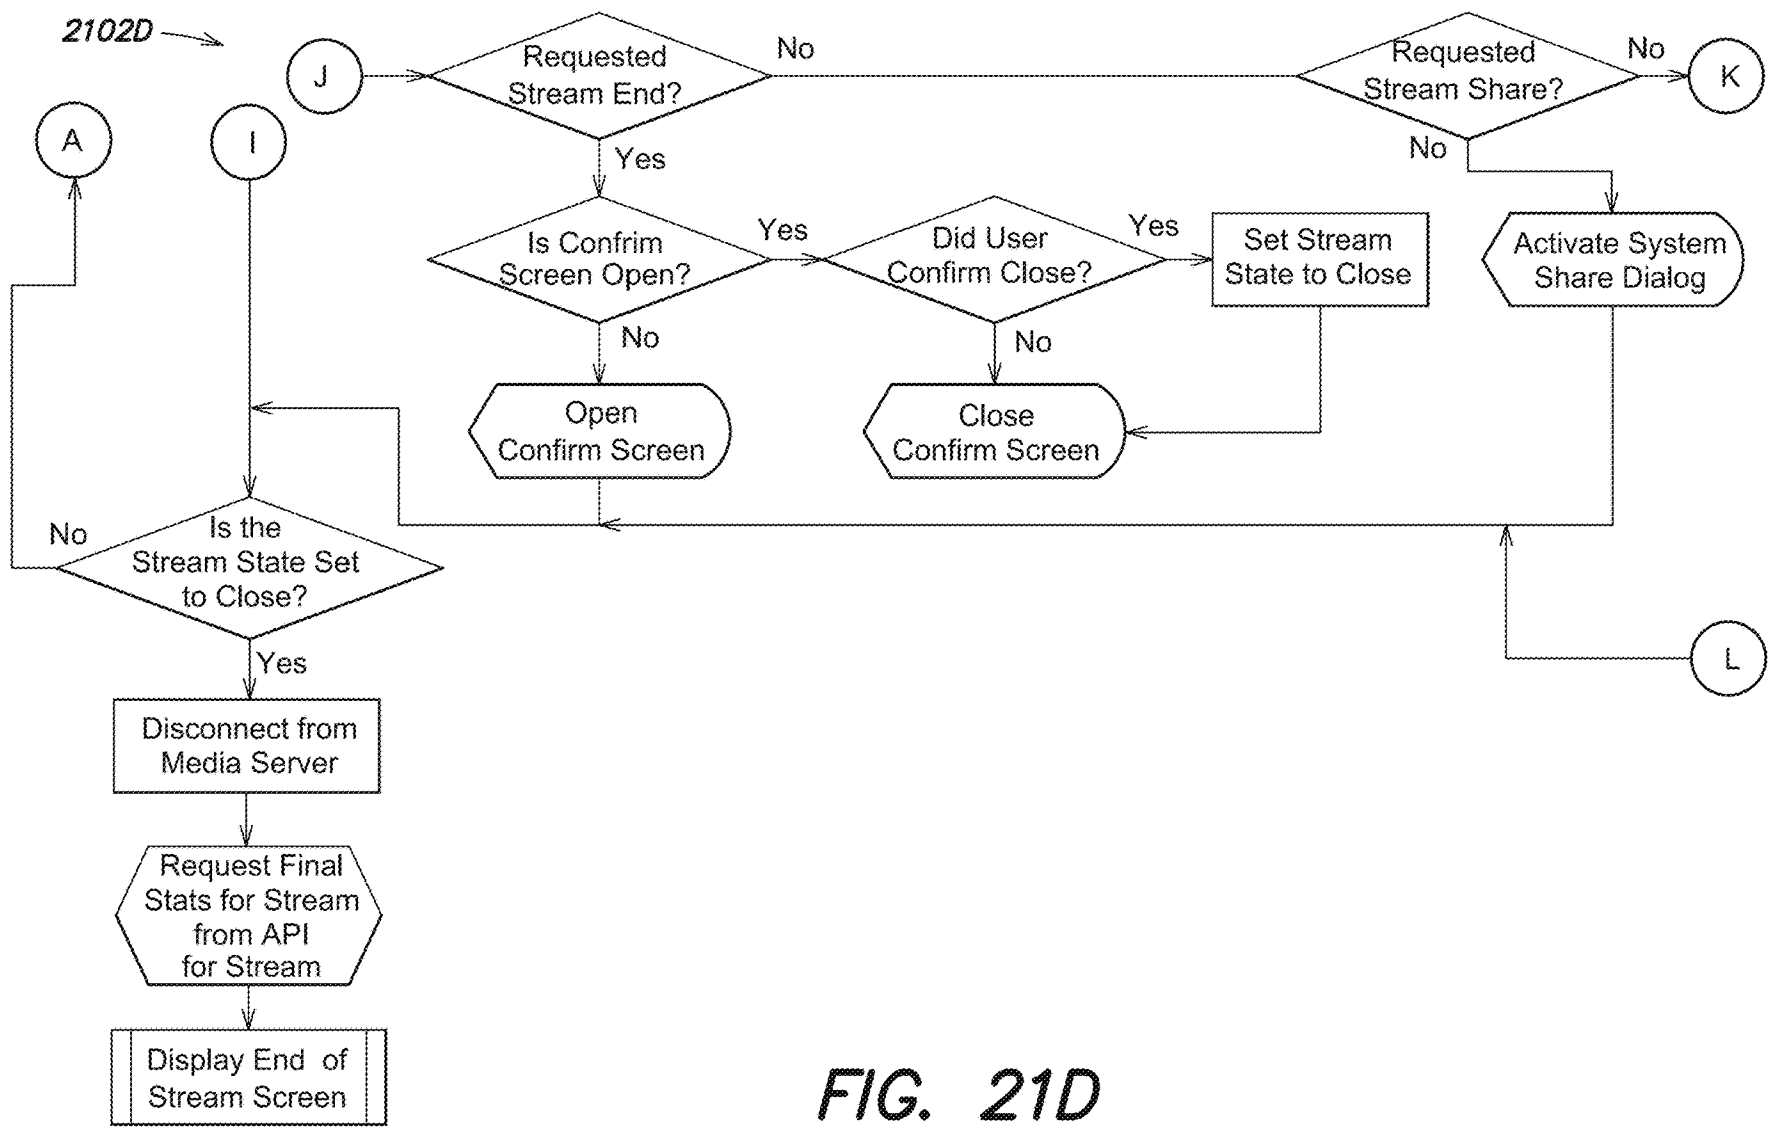 2102D
J
Requested
Stream End?
No
Requested
Stream Share?
No
K
A
I
Yes
No
Is Confrim
Screen Open?
Yes
Did User
Confirm Close?
Yes
Set Stream
State to Close
Activate System
Share Dialog
No
No
Open
Confirm Screen
Close
Confirm Screen
No
Is the
Stream State Set
to Close?
Yes
L
Disconnect from
Media Server
Request Final
Stats for Stream
from API
for Stream
Display End of
Stream Screen
FIG. 21D